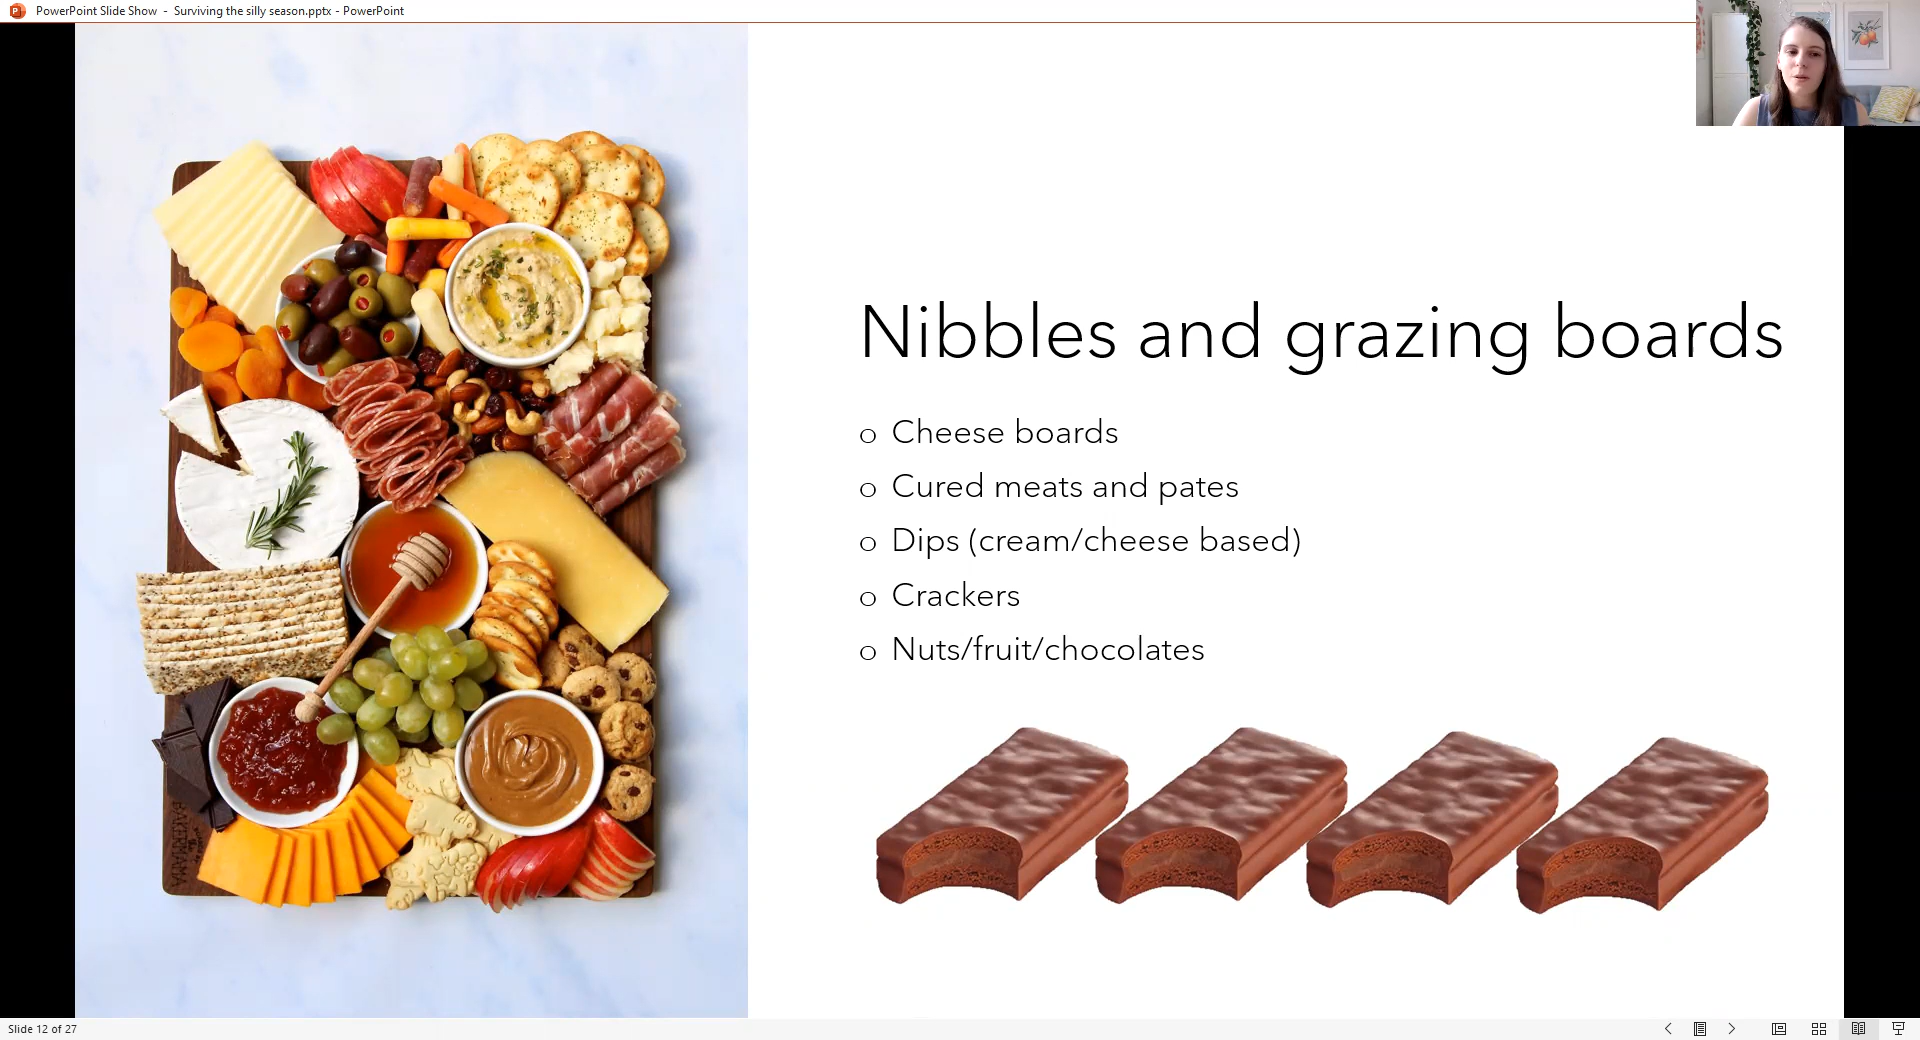 PowerPoint Slide Show - Surviving the silly season.pptx - PowerPoint
Nibbles and grazing boards
o Cheese boards
o Cured meats and pates
o Dips (cream/cheese based)
o Crackers
o Nuts/fruit/chocolates
BAKERMAMA
Slide 12 of 27